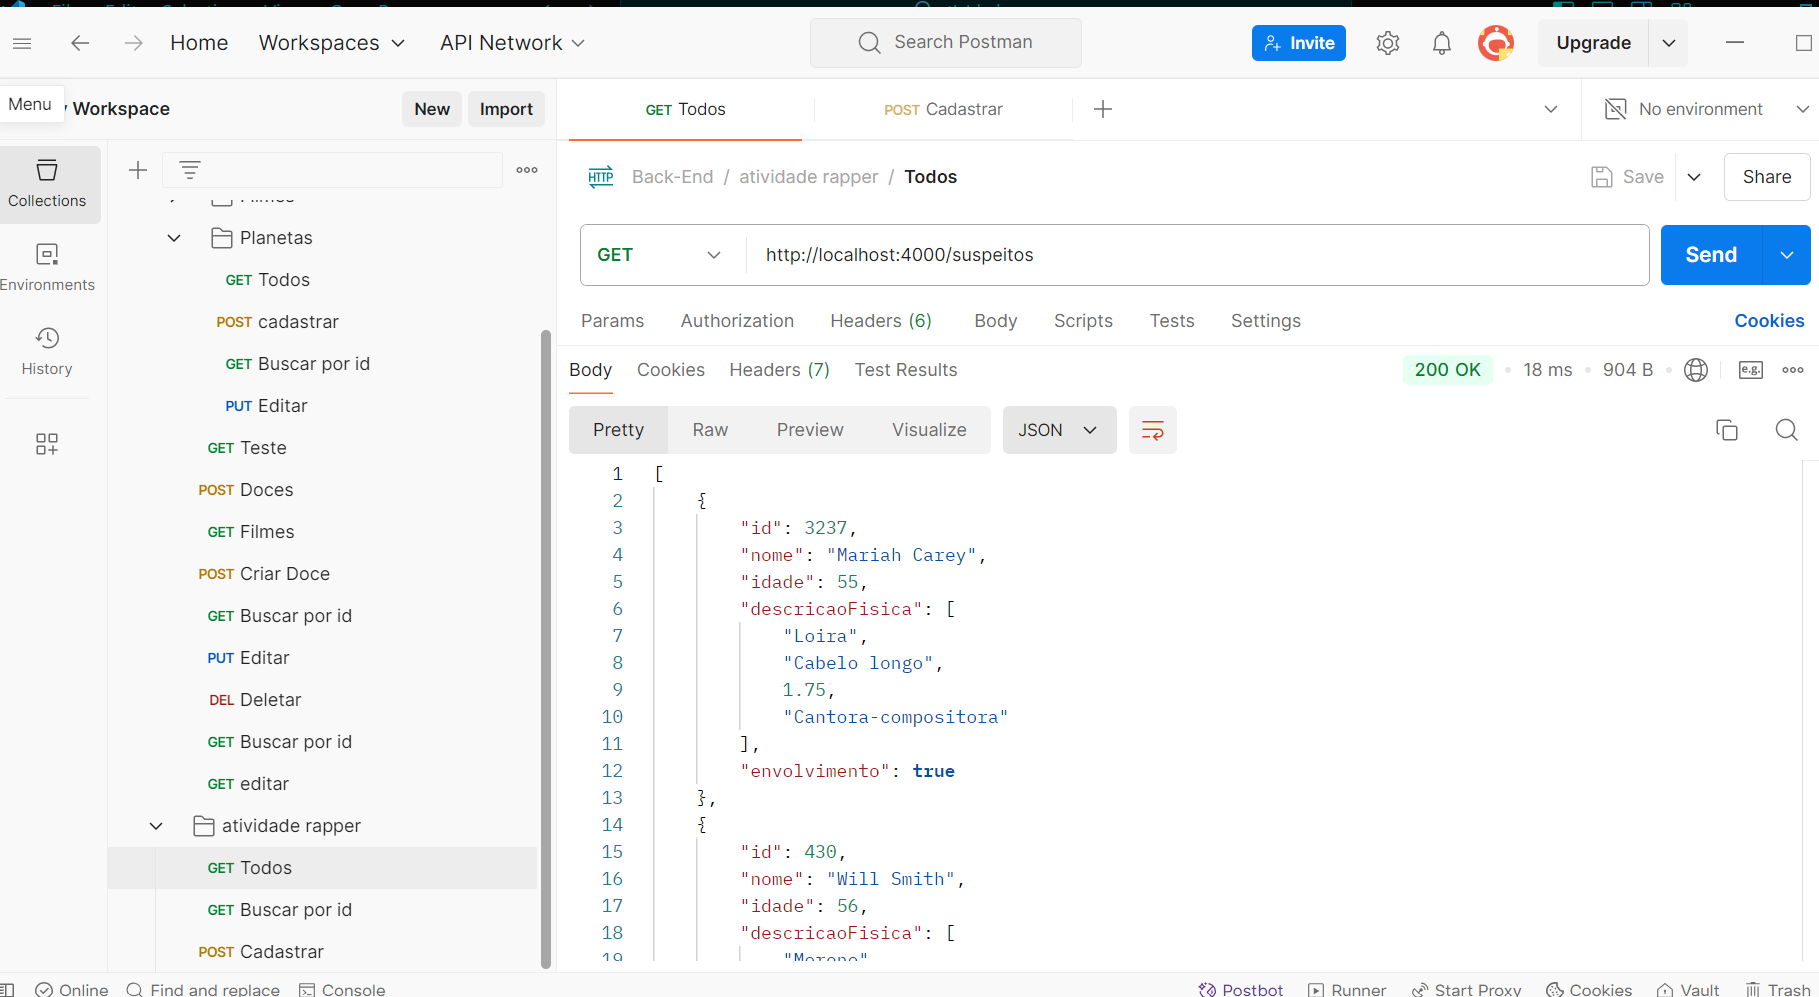 Home Workspaces API Network Search Postman Invite Upgrade
Menu Workspace New Import
GET Todos POST Cadastrar No environment
Collections
Environments
History
Planetas
GET Todos
POST cadastrar
GET Buscar por id
PUT Editar
GET Teste
POST Doces
GET Filmes
POST Criar Doce
GET Buscar por id
PUT Editar
DEL Deletar
GET Buscar por id
GET editar
atividade rapper
GET Todos
GET Buscar por id
POST Cadastrar
HTTP Back-End / atividade rapper / Todos Save Share
GET http://localhost:4000/suspeitos Send
Params Authorization Headers (6) Body Scripts Tests Settings Cookies
Body Cookies Headers (7) Test Results 200 OK • 18 ms • 904 B e.g.
Pretty Raw Preview Visualize JSON
1 [
2 {
3 "id": 3237,
4 "nome": "Mariah Carey",
5 "idade": 55,
6 "descricaoFisica": [
7 "Loira",
8 "Cabelo longo",
9 1.75,
10 "Cantora-compositora"
11 ],
12 "envolvimento": true
13 },
14 {
15 "id": 430,
16 "nome": "Will Smith",
17 "idade": 56,
18 "descricaoFisica": [
19 "Moreno"
Online Find and replace Console Postbot Runner Start Proxy Cookies Vault Trash